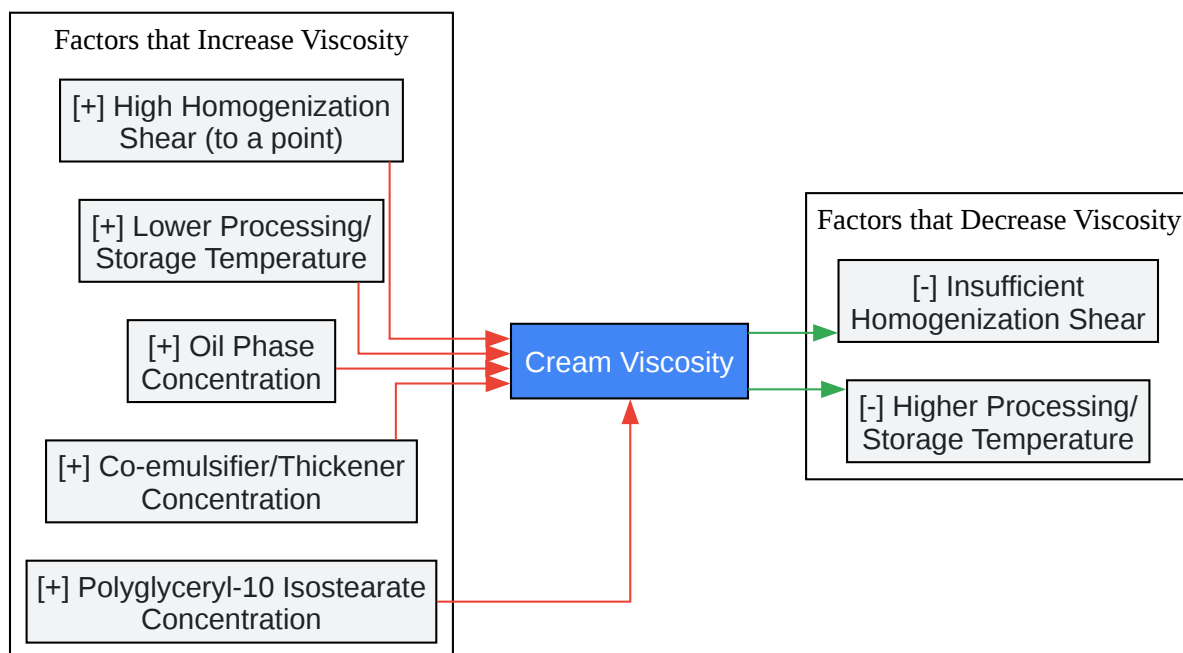 Factors that Increase Viscosity
[+] High Homogenization
Shear (to a point)
[+] Lower Processing/
Storage Temperature
[+] Oil Phase
Concentration
[+] Co-emulsifier/Thickener
Concentration
[+] Polyglyceryl-10 Isostearate
Concentration
Cream Viscosity
Factors that Decrease Viscosity
[-] Insufficient
Homogenization Shear
[-] Higher Processing/
Storage Temperature